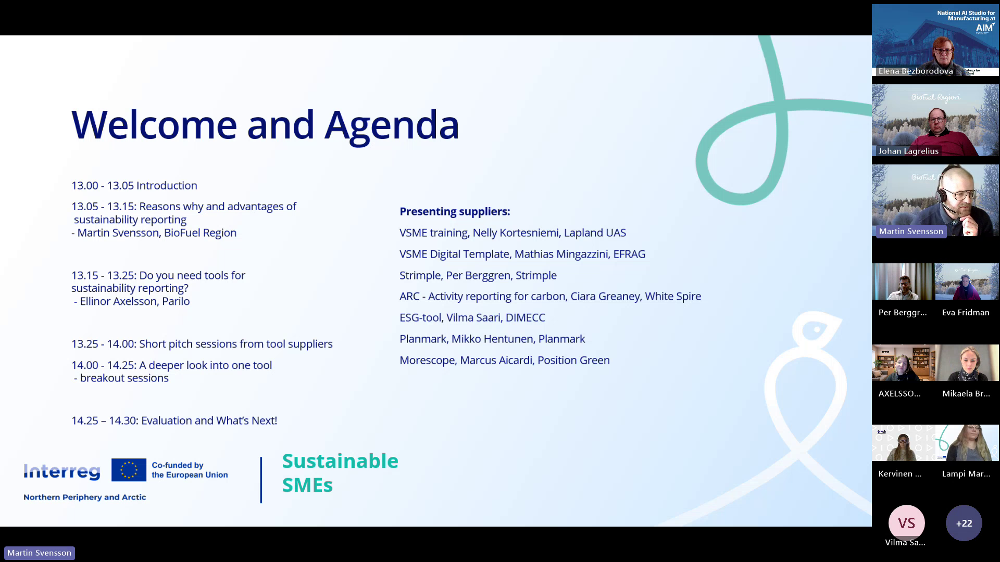 Welcome and Agenda
13.00 - 13.05 Introduction
13.05 - 13.15: Reasons why and advantages of
sustainability reporting
- Martin Svensson, BioFuel Region
13.15 - 13.25: Do you need tools for
sustainability reporting?
- Ellinor Axelsson, Parilo
13.25 - 14.00: Short pitch sessions from tool suppliers
14.00 - 14.25: A deeper look into one tool
- breakout sessions
14.25 – 14.30: Evaluation and What’s Next!
Presenting suppliers:
VSME training, Nelly Kortesniemi, Lapland UAS
VSME Digital Template, Mathias Mingazzini, EFRAG
Strimple, Per Berggren, Strimple
ARC - Activity reporting for carbon, Ciara Greaney, White Spire
ESG-tool, Vilma Saari, DIMECC
Planmark, Mikko Hentunen, Planmark
Morescope, Marcus Aicardi, Position Green
Interreg
Co-funded by
the European Union
Northern Periphery and Arctic
Sustainable
SMEs
Martin Svensson
National AI Studio for
Manufacturing at
AIM
Elena Bezborodova
BioFuel Region
Johan Lagrelius
BioF
Martin Svensson
Per Berggr...
BioFuel Region
Eva Fridman
AXELSSO...
Mikaela Br...
jamk
Kervinen ...
Lampi Mar...
VS
Vilma Sa...
+22